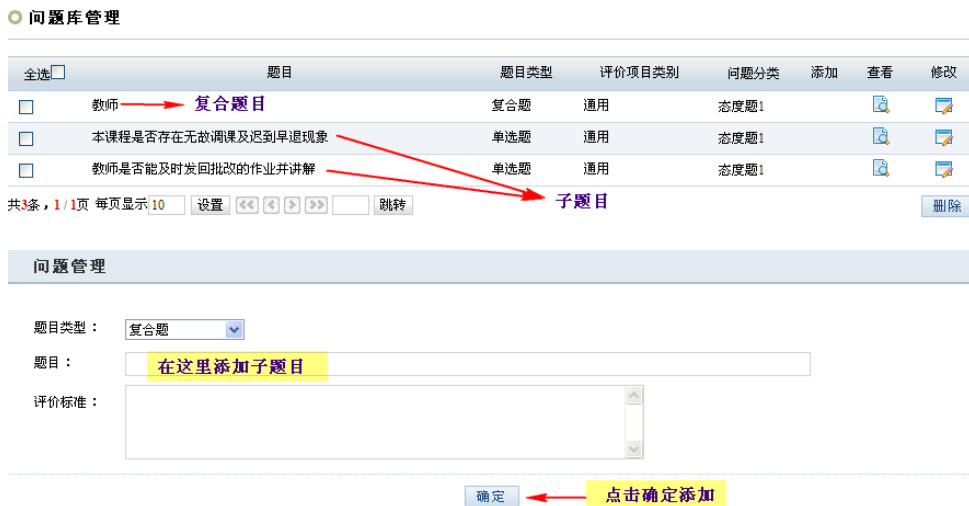 问题库管理
全选 题目 题目类型 评价项目类别 问题分类 添加 查看 修改
教师 复合题目 复合题 通用 态度题1
本课程是否存在无故调课及迟到早退现象 单选题 通用 态度题1
教师是否能及时发回批改的作业并讲解 单选题 通用 态度题1
共3条，1/1页 每页显示 10 设置 << < > >> 跳转 子题目 删除
问题管理
题目类型： 复合题
题目： 在这里添加子题目
评价标准：
确定 点击确定添加